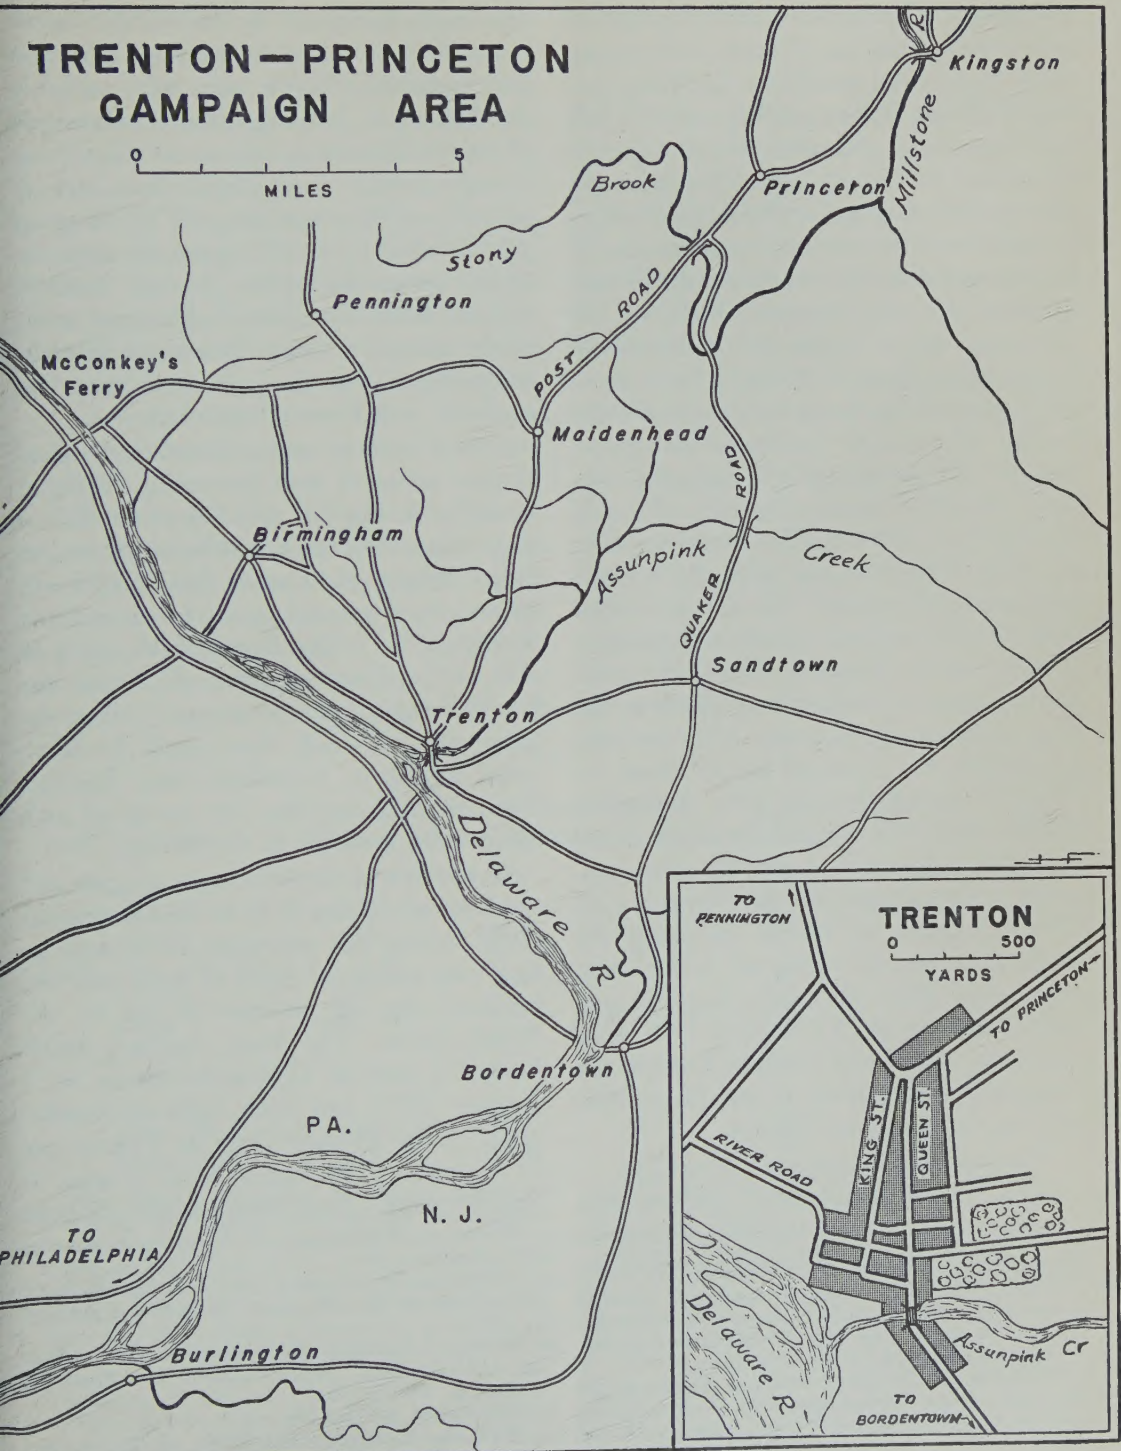 TRENTON—PRINCETON
CAMPAIGN AREA
0 5
MILES
Kingston
R
Millstone
Princeton
Brook
Stony
POST ROAD
Pennington
McConkey's
Ferry
Maidenhead
QUAKER ROAD
Birmingham
Assunpink Creek
Sandtown
Trenton
Delaware R
Bordentown
PA.
N. J.
TO
PHILADELPHIA
Burlington
TO
PENNINGTON
TRENTON
0 500
YARDS
TO PRINCETON
KING ST.
QUEEN ST.
RIVER ROAD
Delaware R
Assunpink Cr
TO
BORDENTOWN